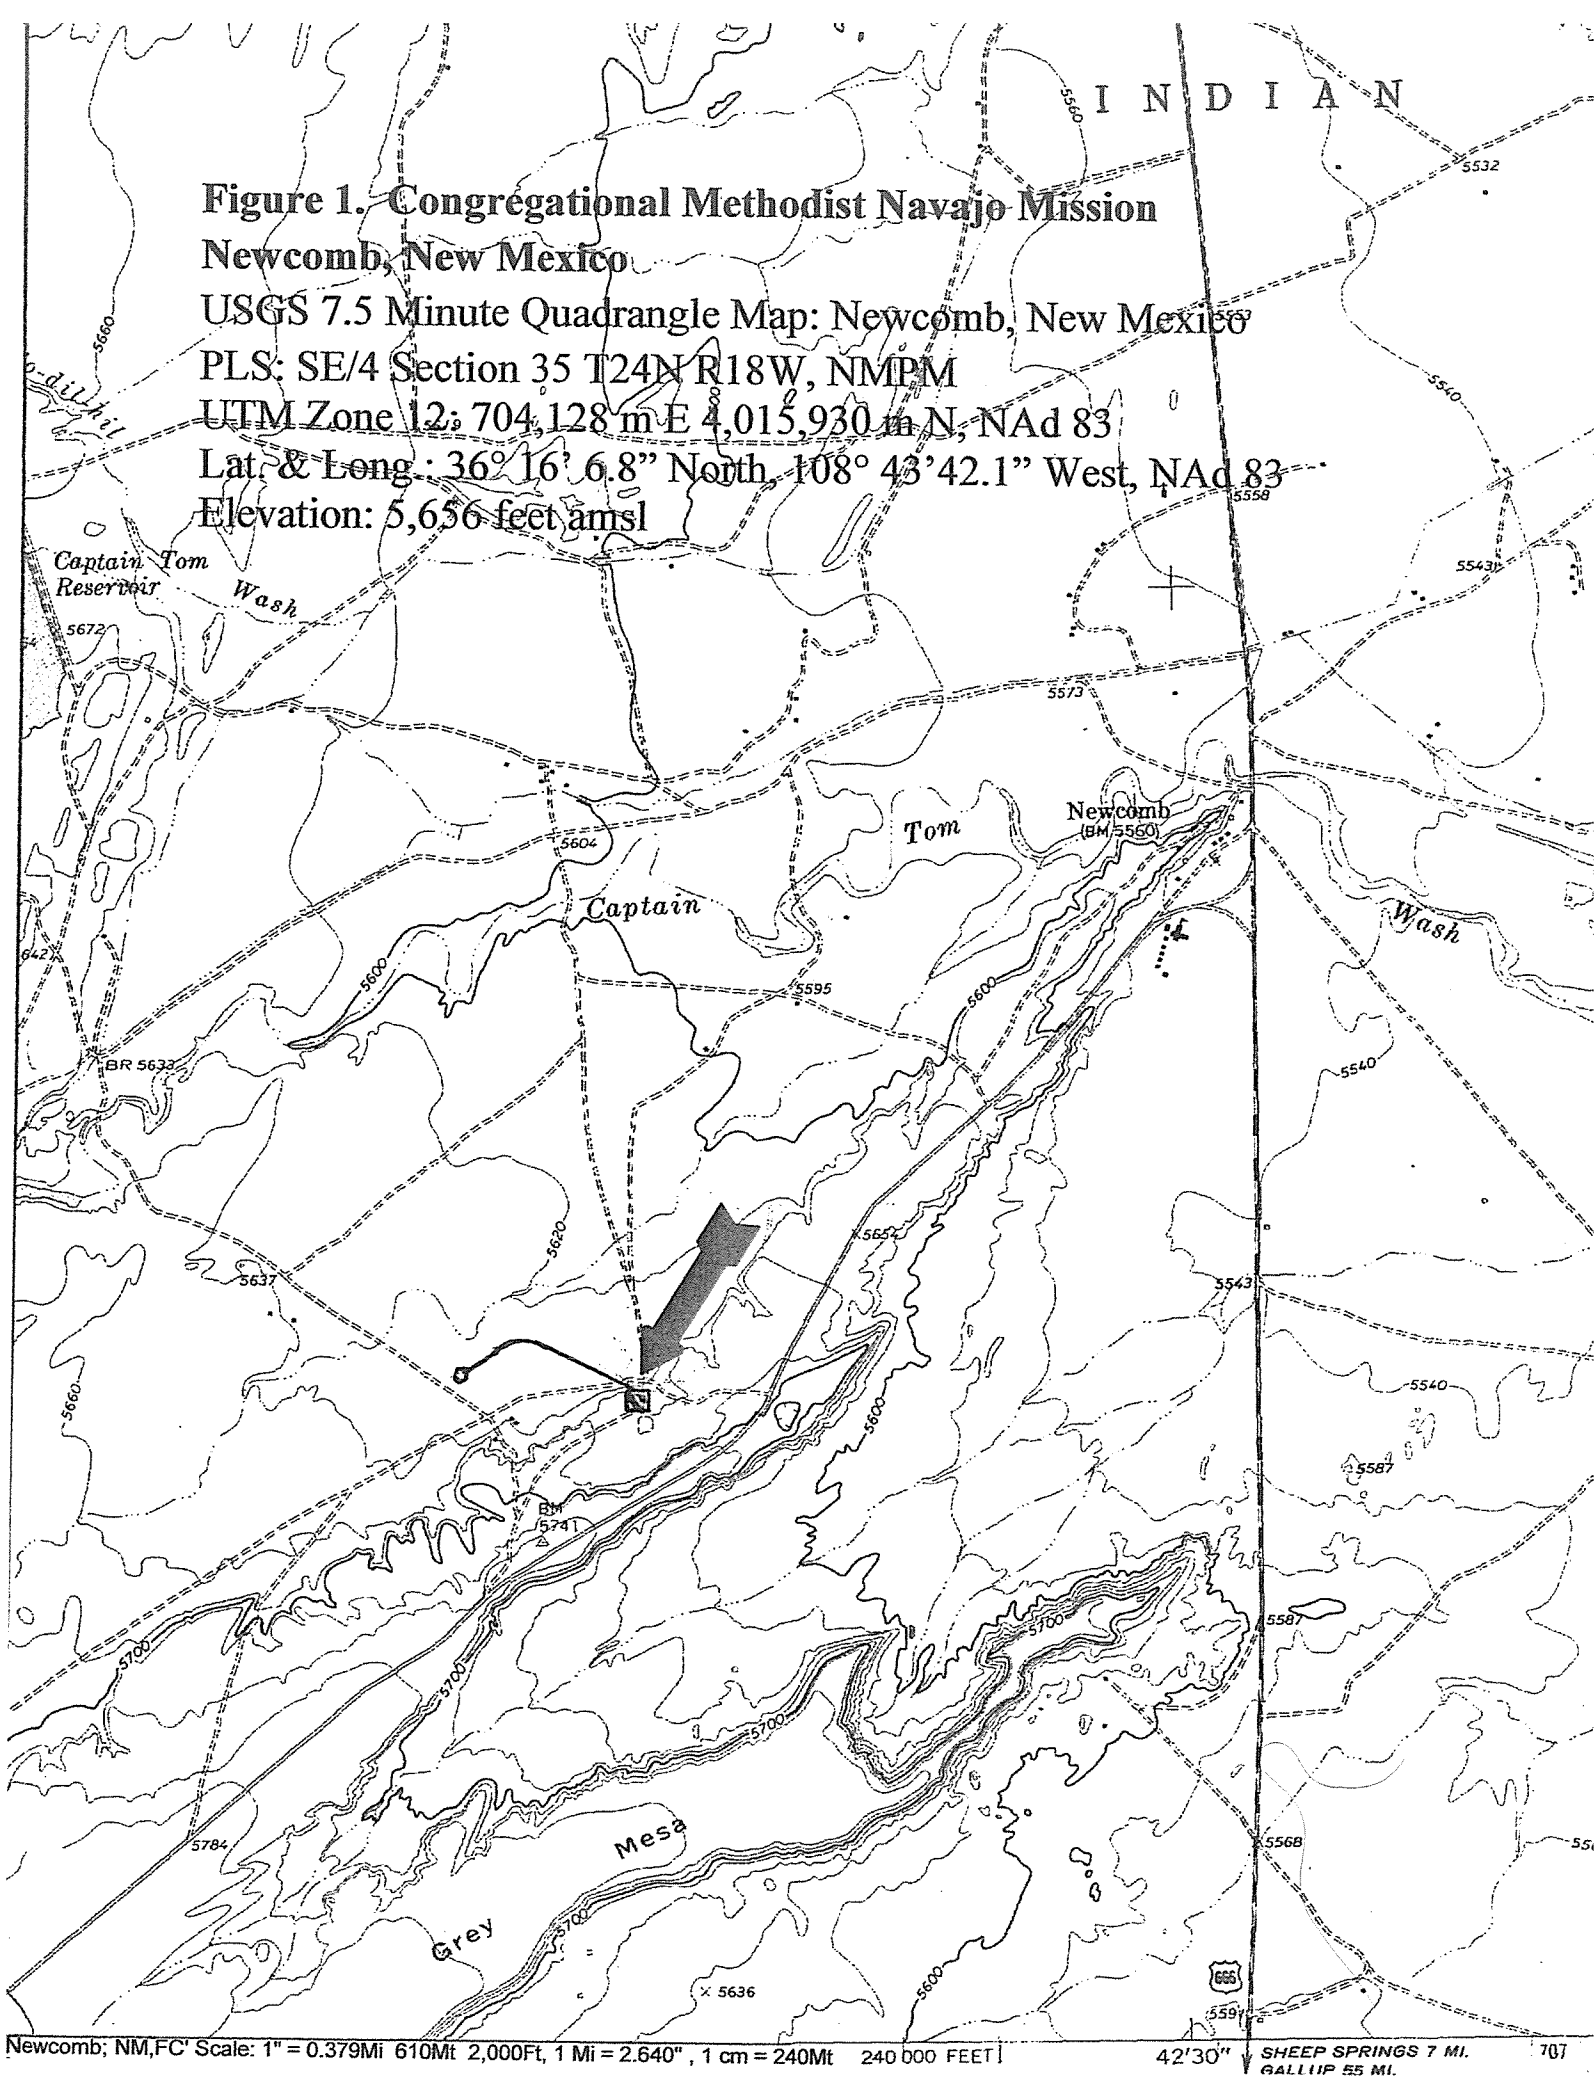 INDIAN
5560
5532
Figure 1. Congregational Methodist Navajo Mission
Newcomb, New Mexico
USGS 7.5 Minute Quadrangle Map: Newcomb, New Mexico
PLS: SE/4 Section 35 T24N R18W, NMPM
UTM Zone 12; 704,128 m E 4,015,930 m N, NAd 83
Lat. & Long.: 36° 16' 6.8” North, 108° 43’42.1” West, NAd 83
Elevation: 5,656 feet amsl
5660
5540
5558
Captain Tom
Reservoir
Wash
5543
5672
5573
Newcomb
(BM 5560)
Tom
5604
Captain
Wash
5600
5595
5600
BR 5633
5540
5620
5654
5637
5543
5660
5540
5600
5587
BM
5741
5700
5700
5587
5700
5700
5784
Mesa
5568
Grey
5700
5636
5600
666
5591
Newcomb; NM,FC' Scale: 1" = 0.379Mi 610Mt 2,000Ft, 1 Mi = 2.640" , 1 cm = 240Mt
240 000 FEET
42'30"
SHEEP SPRINGS 7 MI.
GALLUP 55 MI.
707